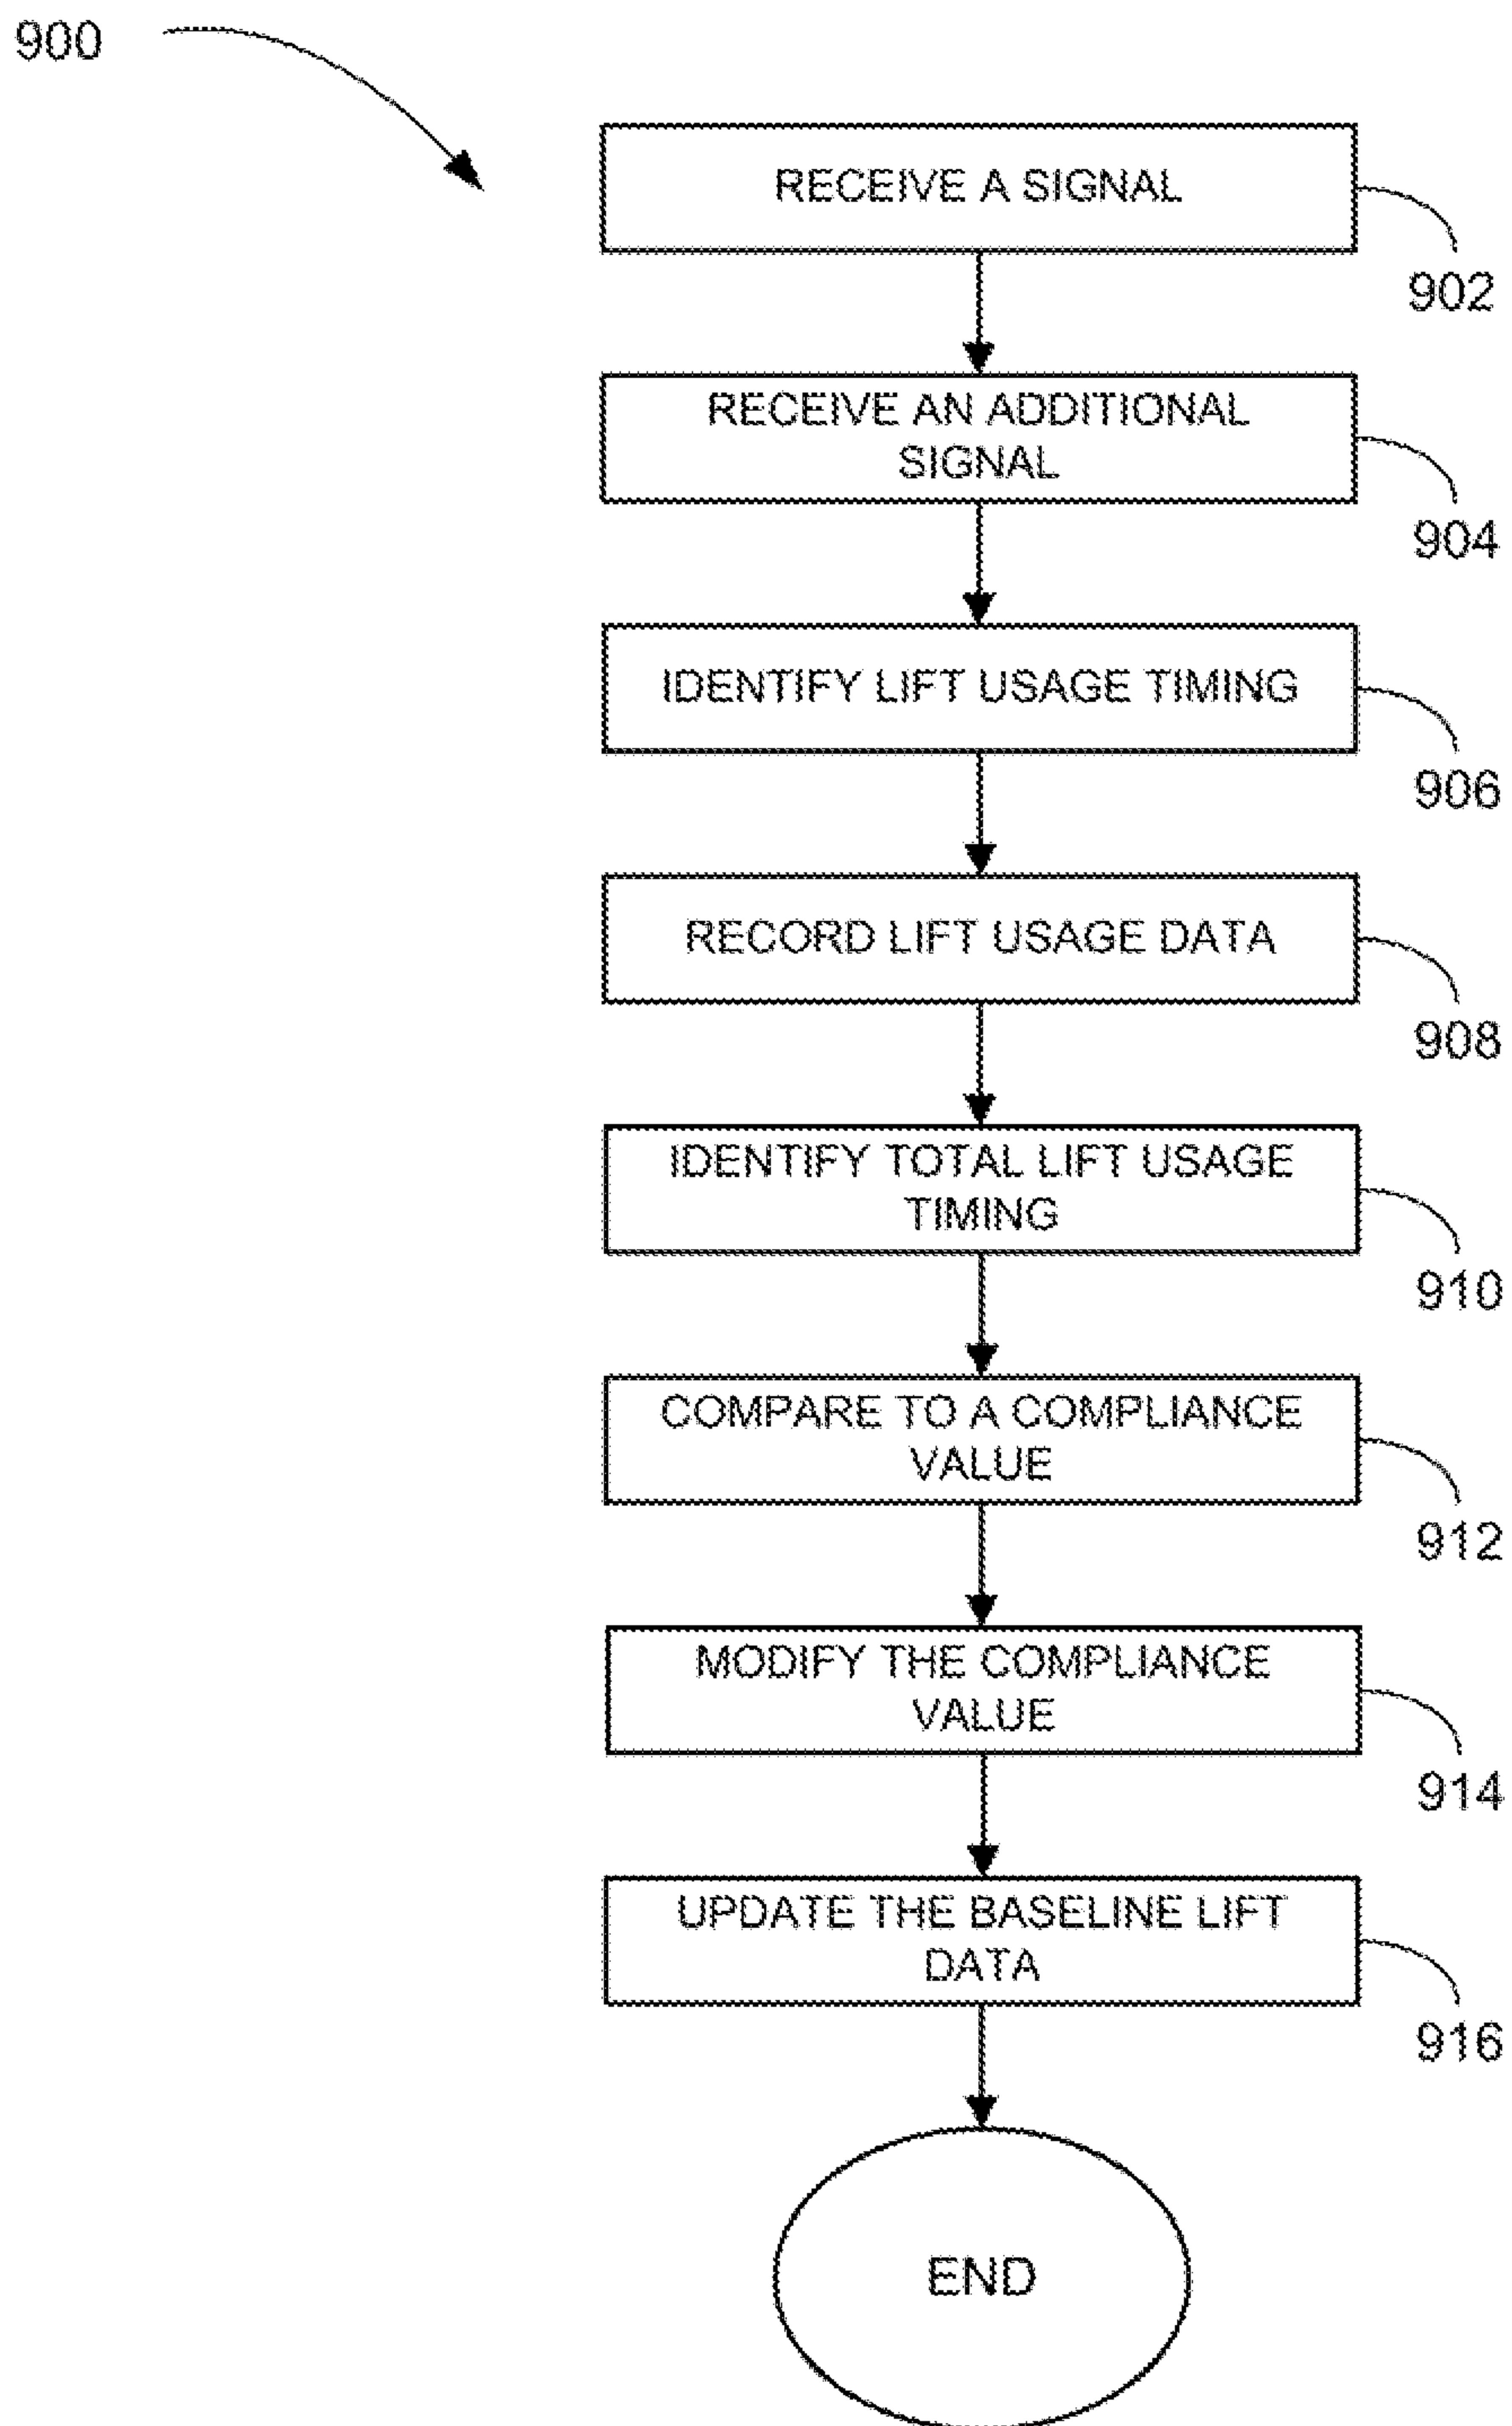 900
RECEIVE A SIGNAL
902
RECEIVE AN ADDITIONAL
SIGNAL
904
IDENTIFY LIFT USAGE TIMING
906
RECORD LIFT USAGE DATA
908
IDENTIFY TOTAL LIFT USAGE
TIMING
910
COMPARE TO A COMPLIANCE
VALUE
912
MODIFY THE COMPLIANCE
VALUE
914
UPDATE THE BASELINE LIFT
DATA
916
END